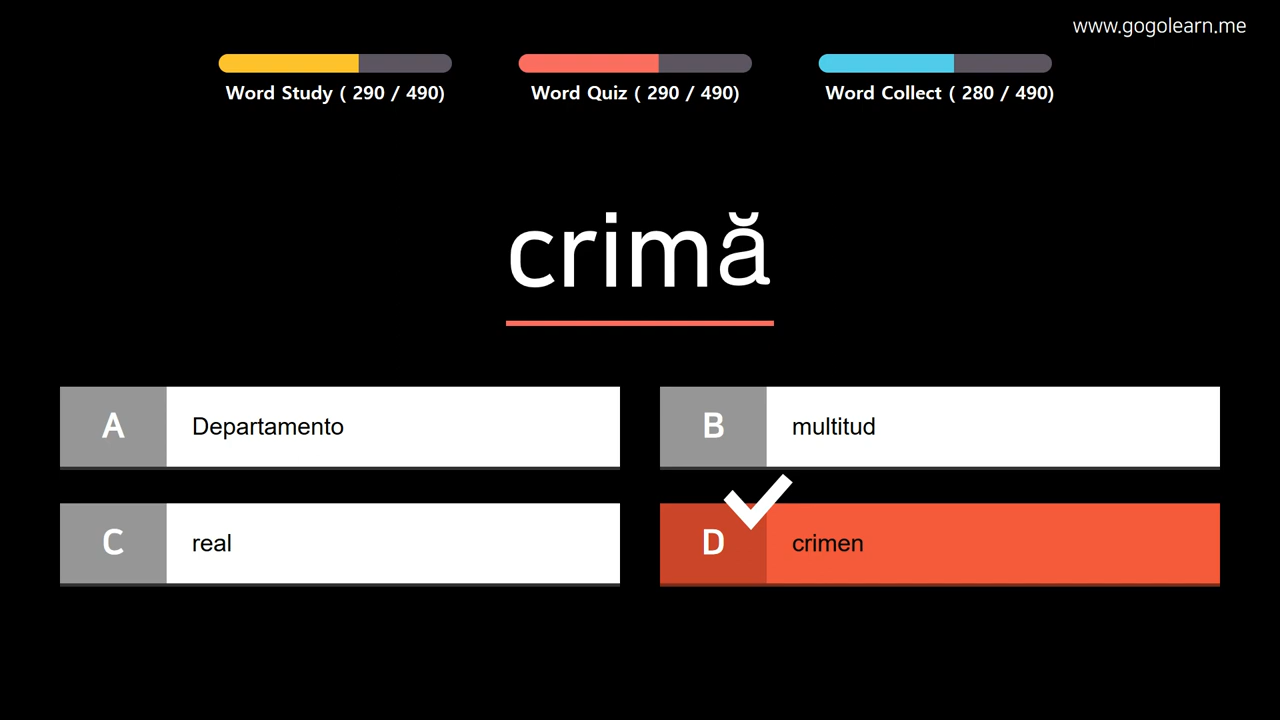 www.gogolearn.me
Word Study ( 290 / 490)
Word Quiz ( 290 / 490)
Word Collect ( 280 / 490)
crimă
A Departamento
B multitud
C real
D crimen